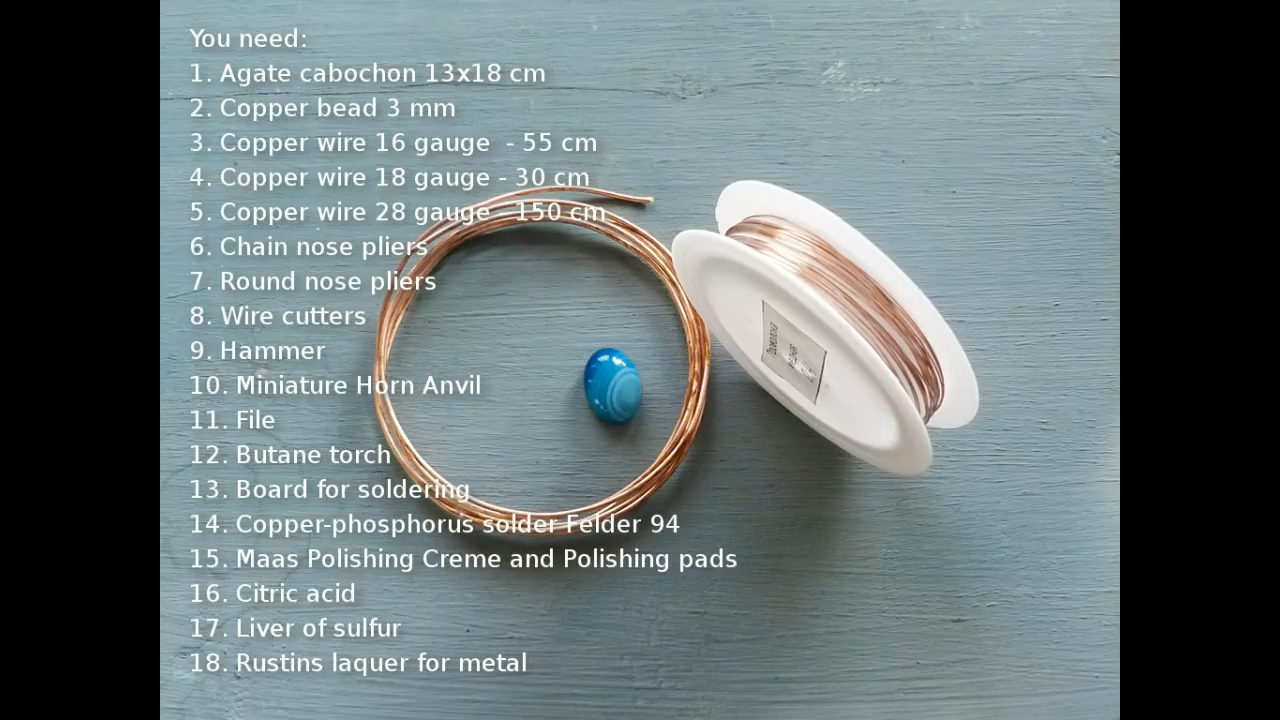 You need:
1. Agate cabochon 13x18 cm
2. Copper bead 3 mm
3. Copper wire 16 gauge  - 55 cm
4. Copper wire 18 gauge - 30 cm
5. Copper wire 28 gauge - 150 cm
6. Chain nose pliers
7. Round nose pliers
8. Wire cutters
9. Hammer
10. Miniature Horn Anvil
11. File
12. Butane torch
13. Board for soldering
14. Copper-phosphorus solder Felder 94
15. Maas Polishing Creme and Polishing pads
16. Citric acid
17. Liver of sulfur
18. Rustins laquer for metal